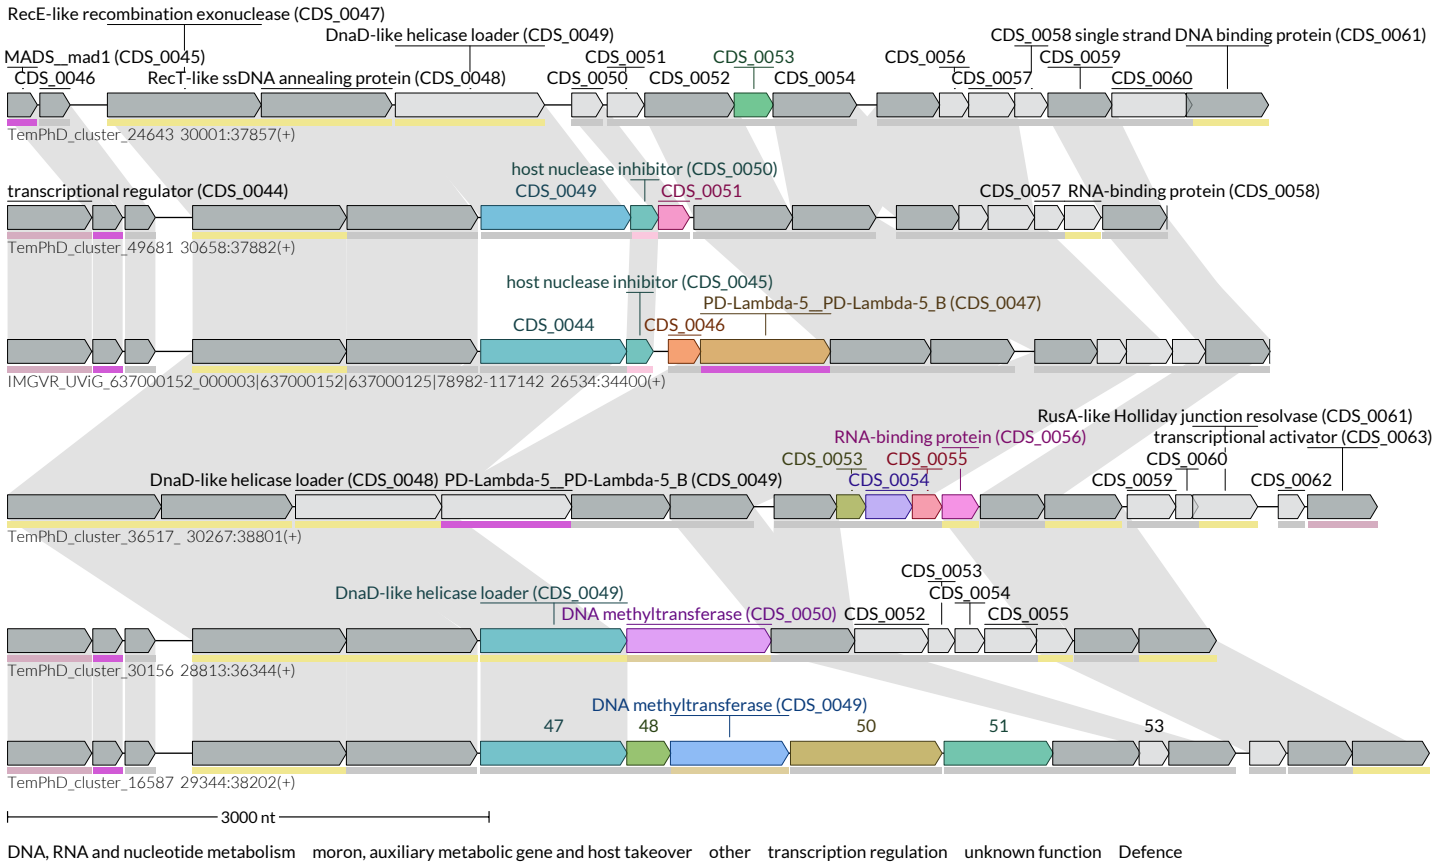 RecE-like recombination exonuclease (CDS_0047)
DnaD-like helicase loader (CDS_0049)
CDS_0058 single strand DNA binding protein (CDS_0061)
MADS__mad1 (CDS_0045)
CDS_0051
CDS_0053
CDS_0056
CDS_0059
CDS_0046
RecT-like ssDNA annealing protein (CDS_0048)
CDS_0050
CDS_0052
CDS_0054
CDS_0057
CDS_0060
TemPhD_cluster_24643 30001:37857(+)
host nuclease inhibitor (CDS_0050)
transcriptional regulator (CDS_0044)
CDS_0049
CDS_0051
CDS_0057
RNA-binding protein (CDS_0058)
TemPhD_cluster_49681 30658:37882(+)
host nuclease inhibitor (CDS_0045)
PD-Lambda-5__PD-Lambda-5_B (CDS_0047)
CDS_0044
CDS_0046
IMGVR_UViG_637000152_000003|637000152|637000125|78982-117142 26534:34400(+)
RusA-like Holliday junction resolvase (CDS_0061)
RNA-binding protein (CDS_0056)
transcriptional activator (CDS_0063)
CDS_0053
CDS_0055
CDS_0060
DnaD-like helicase loader (CDS_0048)
PD-Lambda-5__PD-Lambda-5_B (CDS_0049)
CDS_0054
CDS_0059
CDS_0062
TemPhD_cluster_36517_ 30267:38801(+)
CDS_0053
DnaD-like helicase loader (CDS_0049)
CDS_0054
DNA methyltransferase (CDS_0050)
CDS_0052
CDS_0055
TemPhD_cluster_30156 28813:36344(+)
DNA methyltransferase (CDS_0049)
47
48
50
51
53
TemPhD_cluster_16587 29344:38202(+)
3000 nt
DNA, RNA and nucleotide metabolism moron, auxiliary metabolic gene and host takeover other transcription regulation unknown function Defence